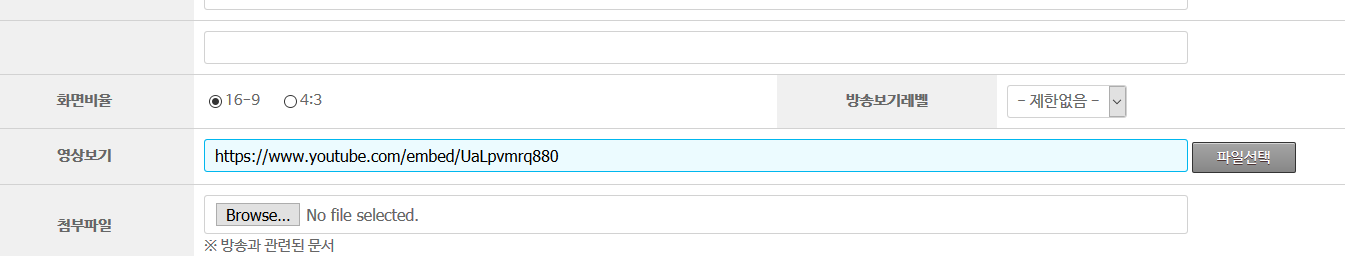 화면비율 16-9 4:3 방송보기레벨 - 제한없음 -
영상보기 https://www.youtube.com/embed/UaLpvmrq880 파일선택
첨부파일 Browse... No file selected.
※ 방송과 관련된 문서